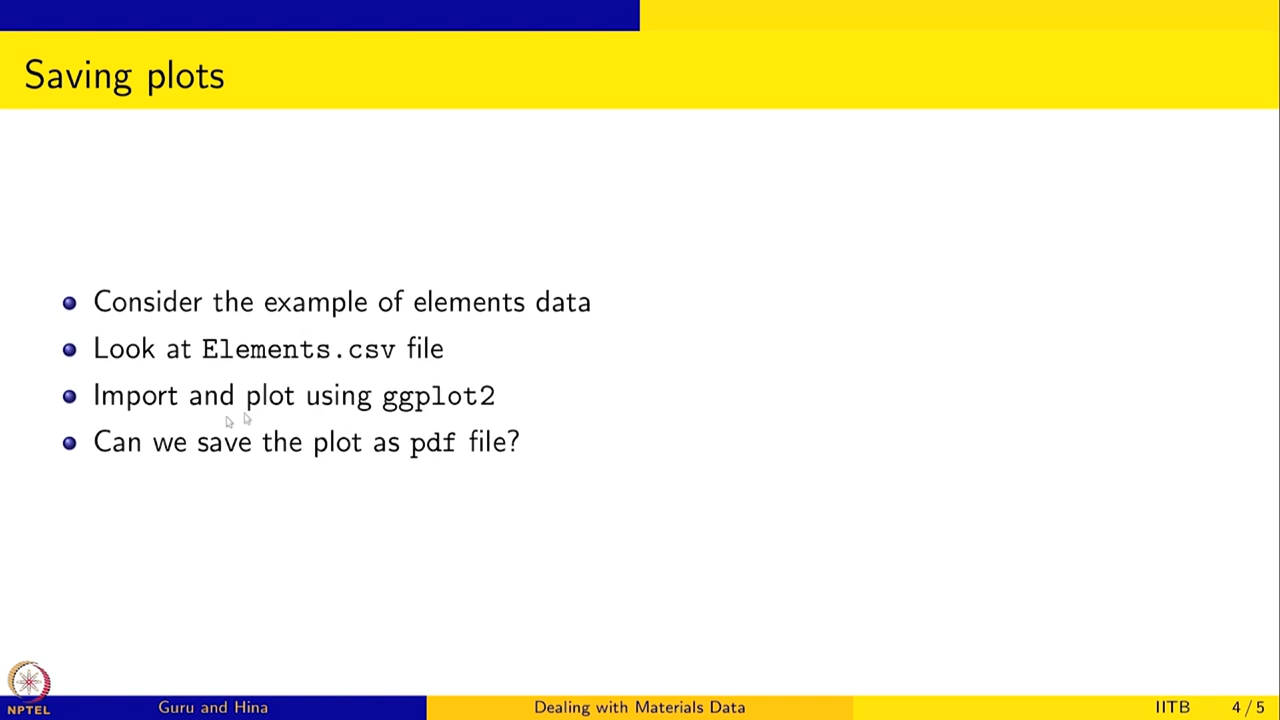 Saving plots
Consider the example of elements data
Look at Elements.csv file
Import and plot using ggplot2
Can we save the plot as pdf file?
NPTEL
Guru and Hina
Dealing with Materials Data
IITB
4 / 5